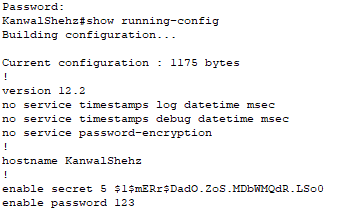 Password:
KanwalShehz#show running-config
Building configuration...
Current configuration : 1175 bytes
!
version 12.2
no service timestamps log datetime msec
no service timestamps debug datetime msec
no service password-encryption
!
hostname KanwalShehz
!
enable secret 5 $1$mERr$DadO.ZoS.MDbWMQdR.LSo0
enable password 123